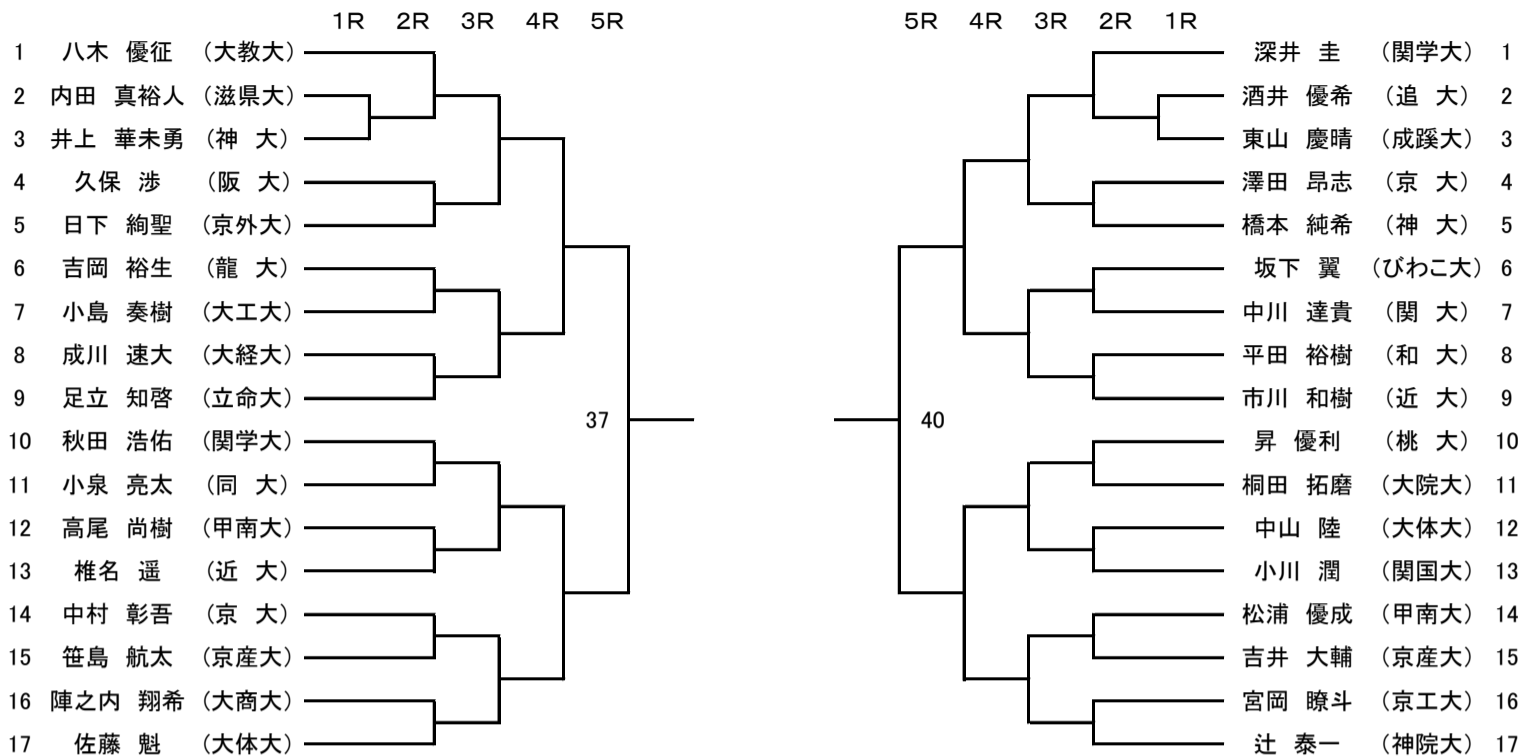 1R 2R 3R 4R 5R
1 八木 優征 （大教大）
2 内田 真裕人 （滋県大）
3 井上 華未勇 （神 大）
4 久保 渉 （阪 大）
5 日下 絢聖 （京外大）
6 吉岡 裕生 （龍 大）
7 小島 奏樹 （大工大）
8 成川 速大 （大経大）
9 足立 知啓 （立命大）
37
10 秋田 浩佑 （関学大）
11 小泉 亮太 （同 大）
12 高尾 尚樹 （甲南大）
13 椎名 遥 （近 大）
14 中村 彰吾 （京 大）
15 笹島 航太 （京産大）
16 陣之内 翔希 （大商大）
17 佐藤 魁 （大体大）
5R 4R 3R 2R 1R
深井 圭 （関学大） 1
酒井 優希 （追 大） 2
東山 慶晴 （成蹊大） 3
澤田 昂志 （京 大） 4
橋本 純希 （神 大） 5
坂下 翼 （びわこ大） 6
中川 達貴 （関 大） 7
平田 裕樹 （和 大） 8
市川 和樹 （近 大） 9
40
昇 優利 （桃 大） 10
桐田 拓磨 （大院大） 11
中山 陸 （大体大） 12
小川 潤 （関国大） 13
松浦 優成 （甲南大） 14
吉井 大輔 （京産大） 15
宮岡 瞭斗 （京工大） 16
辻 泰一 （神院大） 17